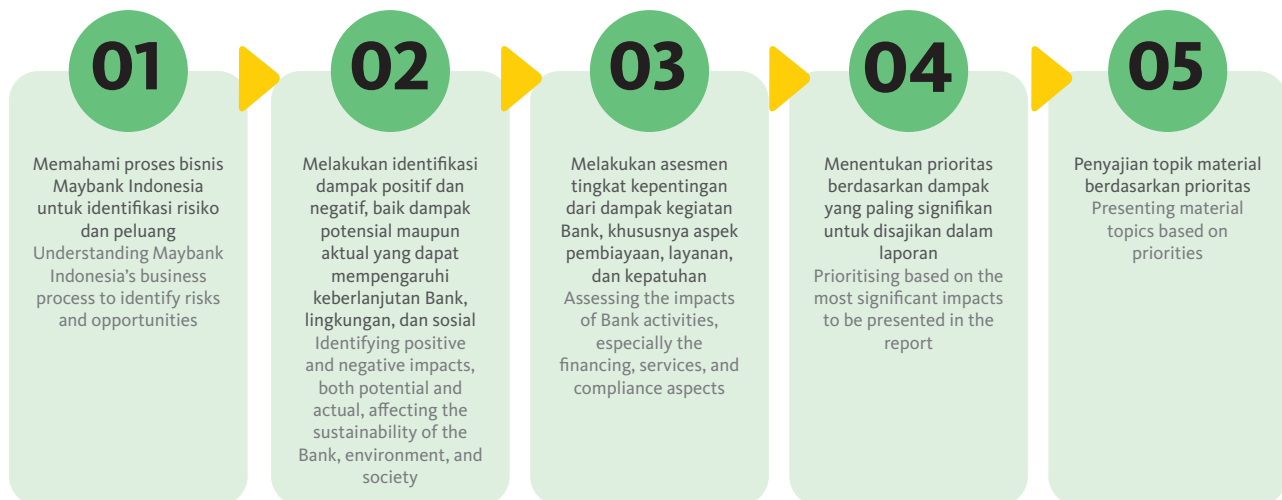 01
Memahami proses bisnis
Maybank Indonesia
untuk identifikasi risiko
dan peluang
Understanding Maybank
Indonesia's business
process to identify risks
and opportunities
02
Melakukan identifikasi
dampak positif dan
negatif, baik dampak
potensial maupun
aktual yang dapat
mempengaruhi
keberlanjutan Bank,
lingkungan, dan sosial
Identifying positive
and negative impacts,
both potential and
actual, affecting the
sustainability of the
Bank, environment, and
society
03
Melakukan asesmen
tingkat kepentingan
dari dampak kegiatan
Bank, khususnya aspek
pembiayaan, layanan,
dan kepatuhan
Assessing the impacts
of Bank activities,
especially the
financing, services, and
compliance aspects
04
Menentukan prioritas
berdasarkan dampak
yang paling signifikan
untuk disajikan dalam
laporan
Prioritising based on the
most significant impacts
to be presented in the
report
05
Penyajian topik material
berdasarkan prioritas
Presenting material
topics based on
priorities